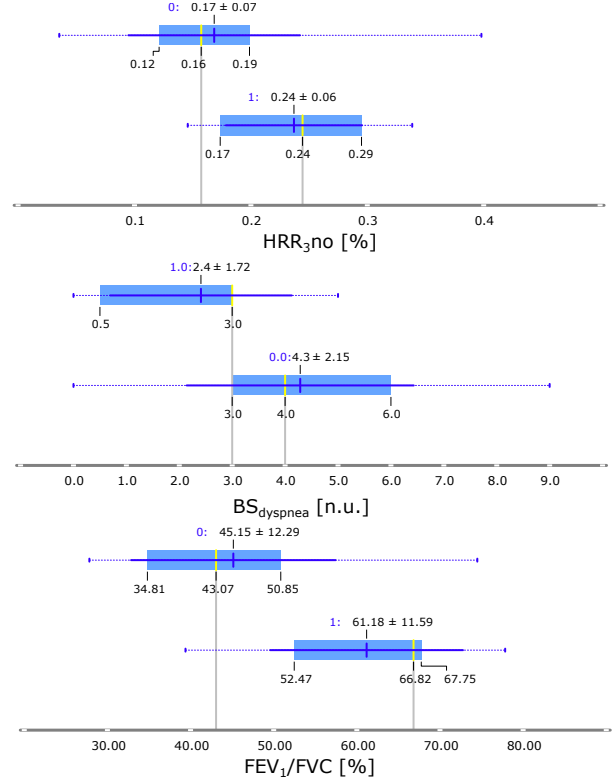 0: 0.17 ± 0.07
0.12 0.16 0.19
1: 0.24 ± 0.06
0.17 0.24 0.29
0.1 0.2 0.3 0.4
HRR₃no [%]
1.0: 2.4 ± 1.72
0.5 3.0
0.0: 4.3 ± 2.15
3.0 4.0 6.0
0.0 1.0 2.0 3.0 4.0 5.0 6.0 7.0 8.0 9.0
BS_dyspnea [n.u.]
0: 45.15 ± 12.29
34.81 43.07 50.85
1: 61.18 ± 11.59
52.47 66.82 67.75
30.00 40.00 50.00 60.00 70.00 80.00
FEV₁/FVC [%]